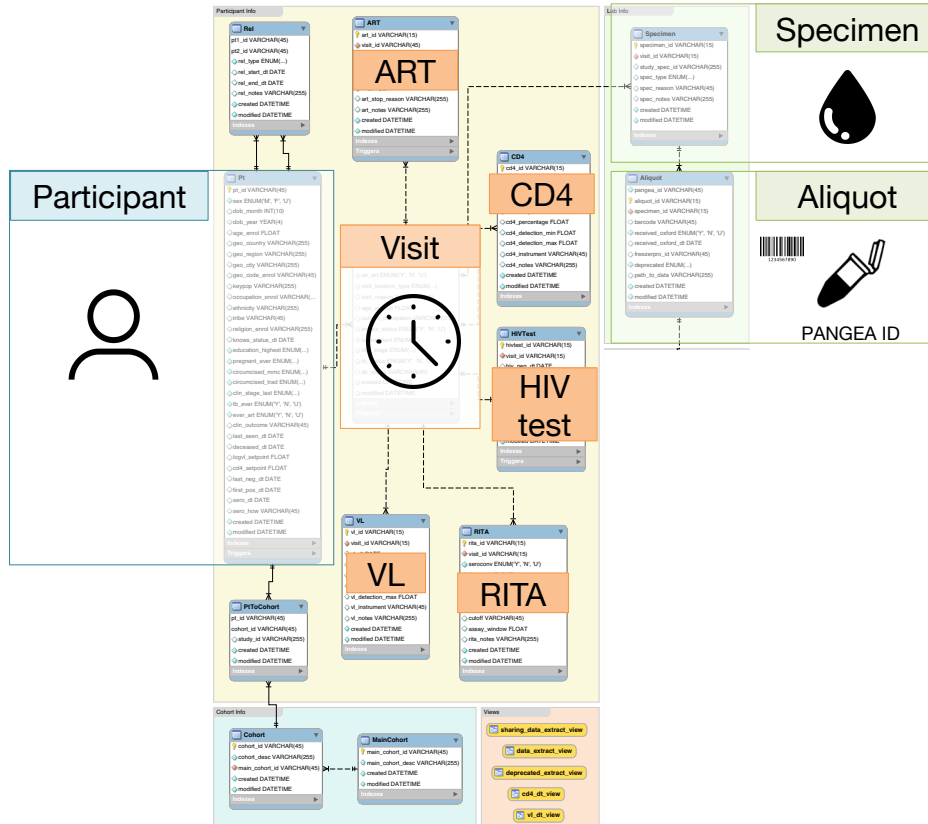 Participant Info
Rel
pt1_id VARCHAR(45)
pt2_id VARCHAR(45)
rel_type ENUM(...)
rel_start_dt DATE
rel_end_dt DATE
rel_notes VARCHAR(255)
created DATETIME
modified DATETIME
Indexes
ART
art_id VARCHAR(15)
visit_id VARCHAR(45)
ART
art_stop_reason VARCHAR(255)
art_notes VARCHAR(255)
created DATETIME
modified DATETIME
Indexes
Triggers
Lab Info
Specimen
specimen_id VARCHAR(15)
visit_id VARCHAR(15)
study_spec_id VARCHAR(255)
spec_type ENUM(...)
spec_reason VARCHAR(45)
spec_notes VARCHAR(255)
created DATETIME
modified DATETIME
Indexes
Specimen
Participant
Pt
pt_id VARCHAR(45)
sex ENUM('M', 'F', 'U')
dob_month INT(10)
dob_year YEAR(4)
age_enrol FLOAT
geo_country VARCHAR(255)
geo_region VARCHAR(255)
geo_city VARCHAR(255)
geo_code_enrol VARCHAR(45)
keypop VARCHAR(255)
occupation_enrol VARCHAR(...
ethnicity VARCHAR(255)
tribe VARCHAR(45)
religion_enrol VARCHAR(255)
knows_status_dt DATE
education_highest ENUM(...)
pregnant_ever ENUM(...)
circumcised_mmc ENUM(...)
circumcised_trad ENUM(...)
clin_stage_last ENUM(...)
tb_ever ENUM('Y', 'N', 'U')
ever_art ENUM('Y', 'N', 'U')
clin_outcome VARCHAR(45)
last_seen_dt DATE
deceased_dt DATE
logvl_setpoint FLOAT
cd4_setpoint FLOAT
last_neg_dt DATE
first_pos_dt DATE
sero_dt DATE
sero_how VARCHAR(45)
created DATETIME
modified DATETIME
Indexes
Triggers
Visit
CD4
cd4_id VARCHAR(15)
CD4
cd4_percentage FLOAT
cd4_detection_min FLOAT
cd4_detection_max FLOAT
cd4_instrument VARCHAR(45)
cd4_notes VARCHAR(255)
created DATETIME
modified DATETIME
Indexes
Aliquot
pangea_id VARCHAR(45)
aliquot_id VARCHAR(15)
specimen_id VARCHAR(15)
barcode VARCHAR(45)
received_oxford ENUM('Y', 'N', 'U')
received_oxford_dt DATE
freezerpro_id VARCHAR(45)
deprecated ENUM(...)
path_to_data VARCHAR(255)
created DATETIME
modified DATETIME
Indexes
Aliquot
1234567890
PANGEA ID
HIVTest
hivtest_id VARCHAR(15)
visit_id VARCHAR(15)
HIV
test
modified DATETIME
Indexes
Triggers
VL
vl_id VARCHAR(15)
visit_id VARCHAR(15)
VL
vl_detection_max FLOAT
vl_instrument VARCHAR(45)
vl_notes VARCHAR(255)
created DATETIME
modified DATETIME
Indexes
RITA
rita_id VARCHAR(15)
visit_id VARCHAR(15)
seroconv ENUM('Y', 'N', 'U')
RITA
cutoff VARCHAR(45)
assay_window FLOAT
rita_notes VARCHAR(255)
created DATETIME
modified DATETIME
Indexes
PtToCohort
pt_id VARCHAR(45)
cohort_id VARCHAR(45)
study_id VARCHAR(255)
created DATETIME
modified DATETIME
Indexes
Cohort Info
Cohort
cohort_id VARCHAR(45)
cohort_desc VARCHAR(255)
main_cohort_id VARCHAR(45)
created DATETIME
modified DATETIME
Indexes
MainCohort
main_cohort_id VARCHAR(45)
main_cohort_desc VARCHAR(255)
created DATETIME
modified DATETIME
Indexes
Views
sharing_data_extract_view
data_extract_view
deprecated_extract_view
cd4_dt_view
vl_dt_view